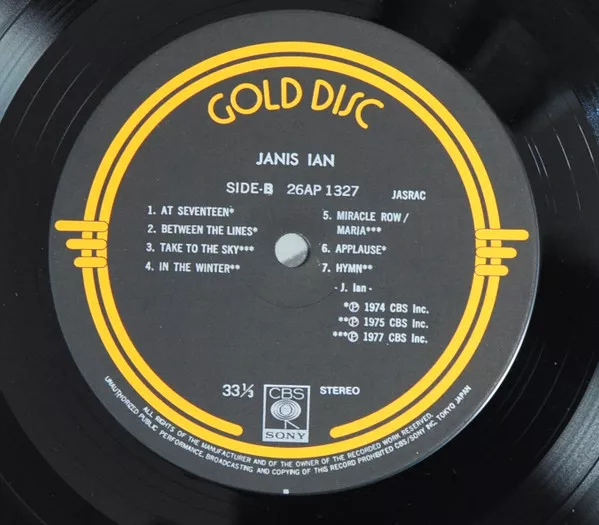 GOLD DISC
JANIS IAN
SIDE-B 26AP 1327 JASRAC
1. AT SEVENTEEN*
2. BETWEEN THE LINES*
3. TAKE TO THE SKY***
4. IN THE WINTER**
5. MIRACLE ROW/
MARIA***
6. APPLAUSE*
7. HYMN**
- J. Ian -
*Ⓟ 1974 CBS Inc.
**Ⓟ 1975 CBS Inc.
***Ⓟ 1977 CBS Inc.
33⅓ CBS STEREO
SONY
ALL RIGHTS OF THE MANUFACTURER AND OF THE OWNER OF THE RECORDED WORK RESERVED.
UNAUTHORIZED PUBLIC PERFORMANCE, BROADCASTING AND COPYING OF THIS RECORD PROHIBITED CBS/SONY INC. TOKYO JAPAN